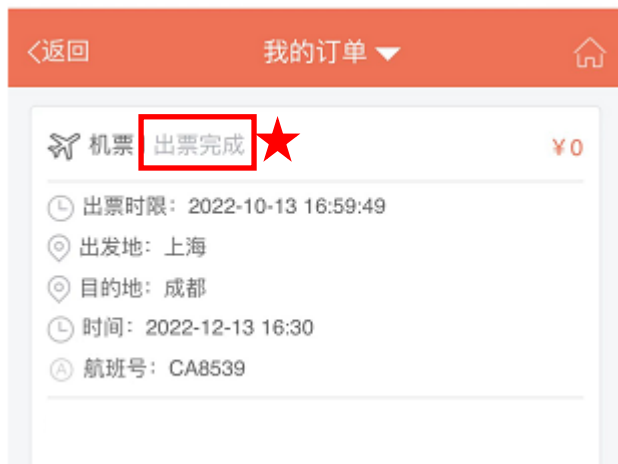 返回 我的订单
机票 出票完成 ¥0
出票时限：2022-10-13 16:59:49
出发地：上海
目的地：成都
时间：2022-12-13 16:30
A 航班号：CA8539